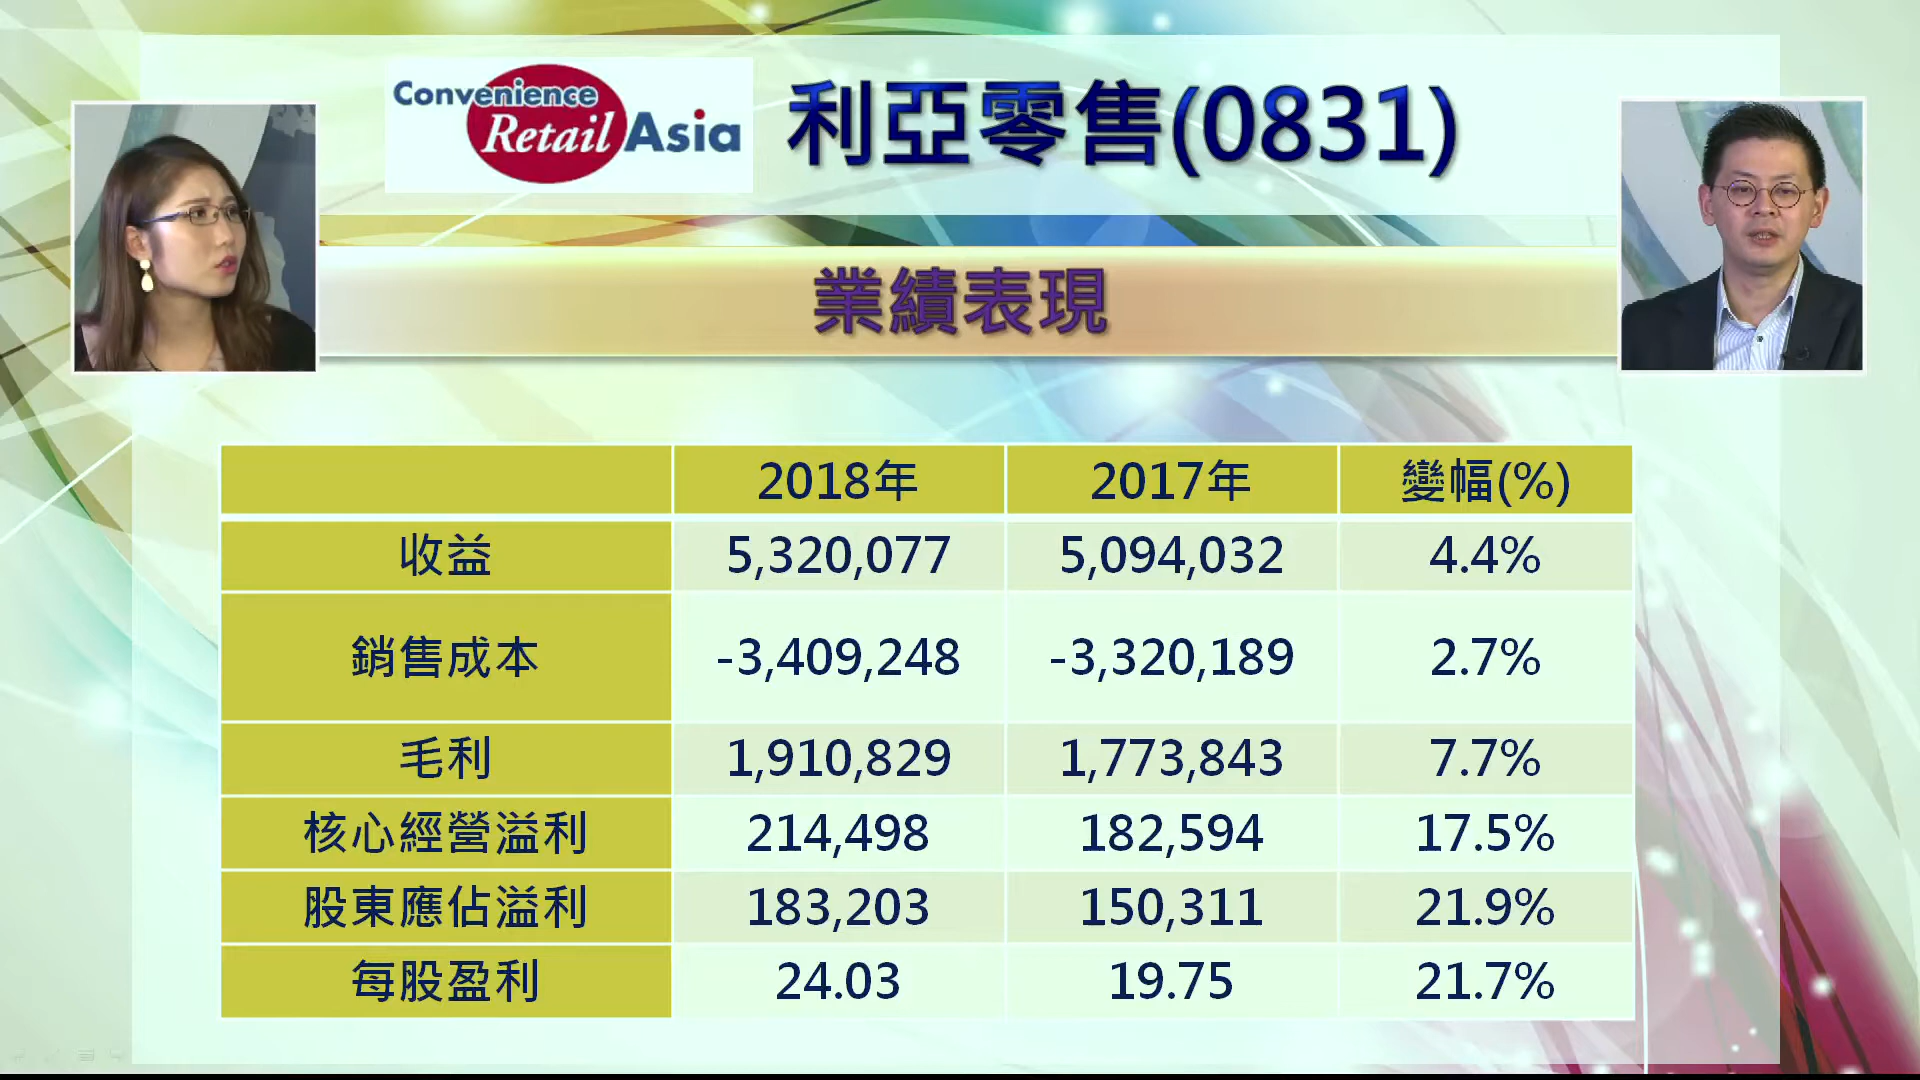 Convenience
Retail Asia
利亞零售(0831)
業績表現
2018年 2017年 變幅(%)
收益 5,320,077 5,094,032 4.4%
銷售成本 -3,409,248 -3,320,189 2.7%
毛利 1,910,829 1,773,843 7.7%
核心經營溢利 214,498 182,594 17.5%
股東應佔溢利 183,203 150,311 21.9%
每股盈利 24.03 19.75 21.7%